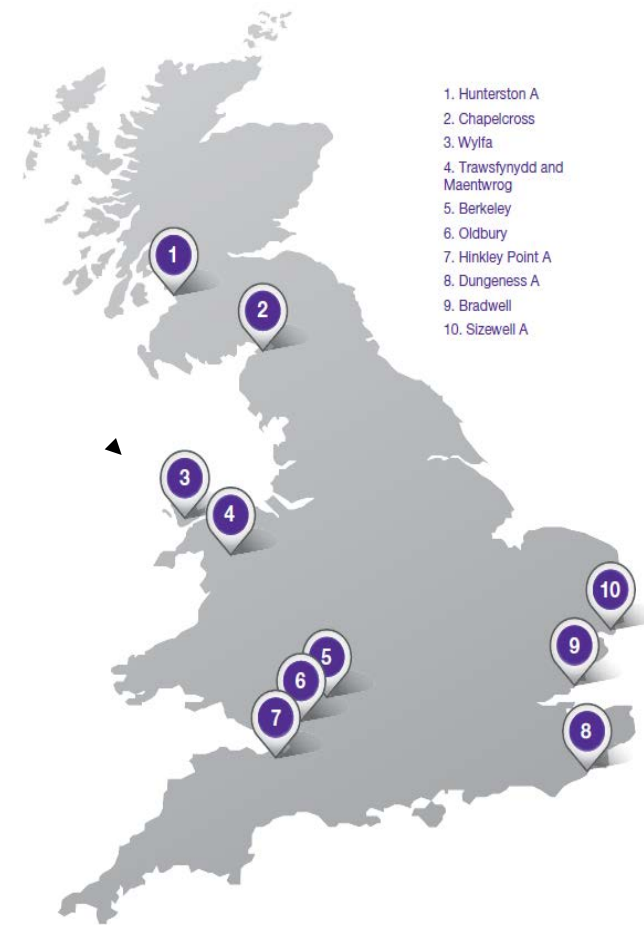 1. Hunterston A
2. Chapelcross
3. Wylfa
4. Trawsfynydd and
Maentwrog
5. Berkeley
6. Oldbury
7. Hinkley Point A
8. Dungeness A
9. Bradwell
10. Sizewell A
1
2
3
4
10
9
5
6
7
8